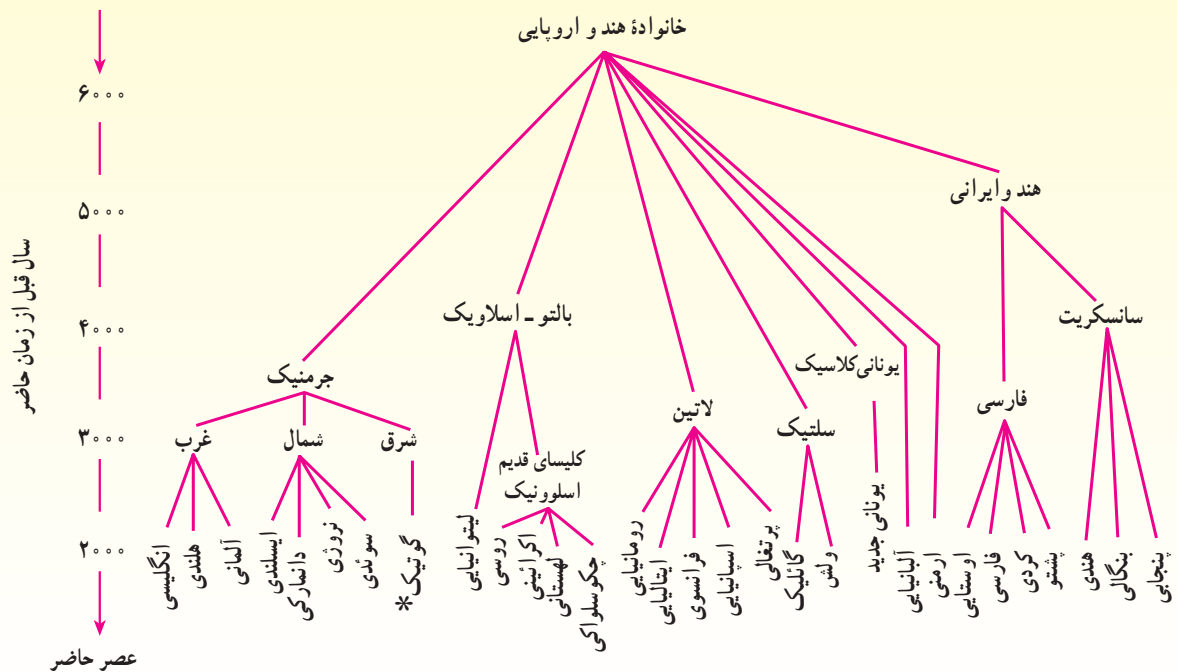 خانوادهٔ هند و اروپایی
هند و ایرانی
سانسکریت
فارسی
پنجابی
بنگال
هندی
پشتو
کردی
فارسی
اوستایی
ارمنی
آلبانیایی
یونانی کلاسیک
یونانی جدید
سلتیک
ولش
گائلیک
لاتین
پرتغالی
اسپانیایی
فرانسوی
ایتالیایی
رومانیایی
بالتو ـ اسلاویک
کلیسای قدیم
اسلوونیک
چکوسلواکی
لهستانی
اکراینی
روسی
لیتوانیایی
جرمنیک
شرق
شمال
غرب
گوتیک*
سوئدی
نروژی
دانمارکی
ایسلندی
آلمانی
هلندی
انگلیسی
سال قبل از زمان حاضر
۶۰۰۰
۵۰۰۰
۴۰۰۰
۳۰۰۰
۲۰۰۰
عصر حاضر